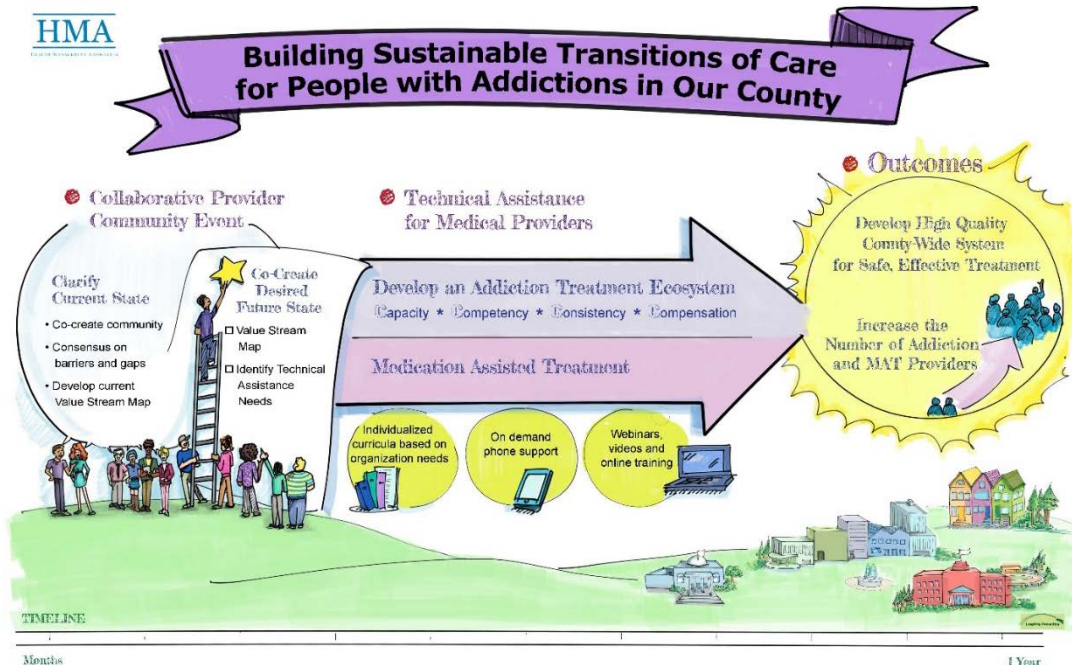 HMA
HEALTH MANAGEMENT ASSOCIATES
Building Sustainable Transitions of Care
for People with Addictions in Our County
Collaborative Provider
Community Event
Clarify
Current State
• Co-create community
• Consensus on
barriers and gaps
• Develop current
Value Stream Map
Co-Create
Desired
Future State
□ Value Stream
Map
□ Identify Technical
Assistance
Needs
Technical Assistance
for Medical Providers
Develop an Addiction Treatment Ecosystem
Capacity * Competency * Consistency * Compensation
Medication Assisted Treatment
Individualized
curricula based on
organization needs
On demand
phone support
Webinars,
videos and
online training
Outcomes
Develop High Quality
County-Wide System
for Safe, Effective Treatment
Increase the
Number of Addiction
and MAT Providers
TIMELINE
Months
1 Year